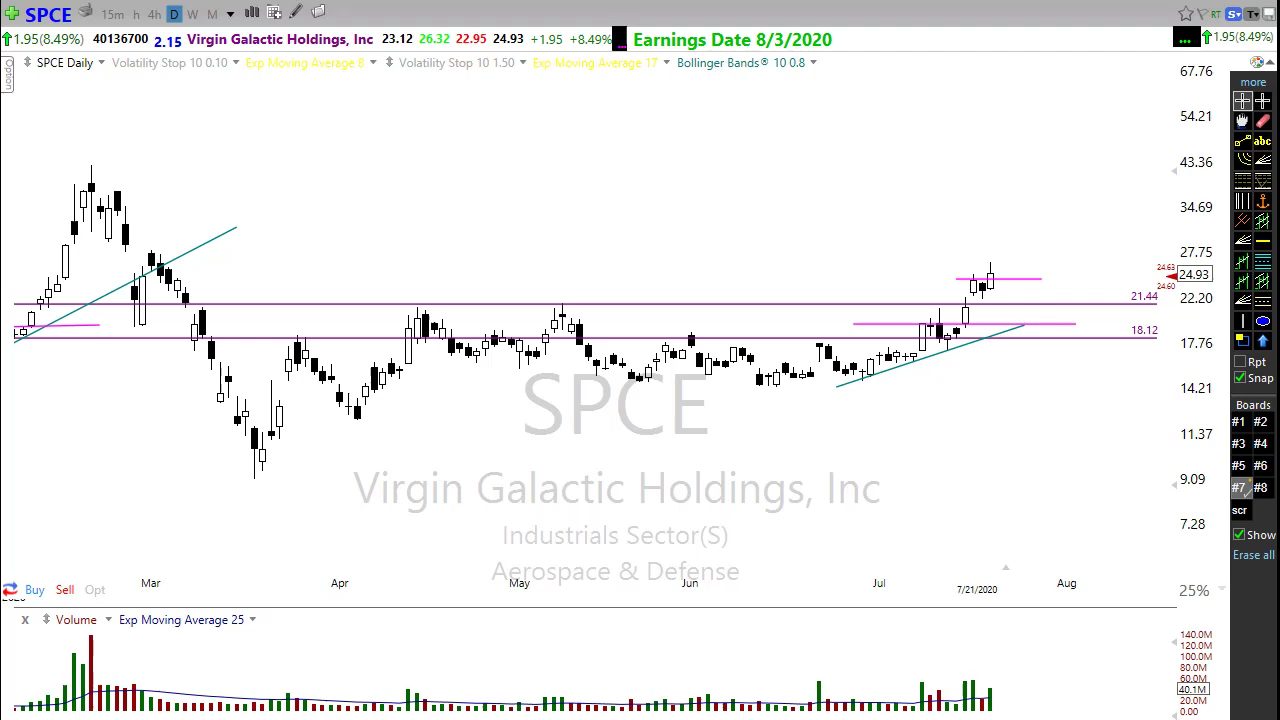 SPCE 15m h 4h D W M RT S T
1.95(8.49%) 40136700 2.15 Virgin Galactic Holdings, Inc 23.12 26.32 22.95 24.93 +1.95 +8.49% ... Earnings Date 8/3/2020 ... 1.95(8.49%)
Option
SPCE Daily Volatility Stop 10 0.10 Exp Moving Average 8 Volatility Stop 10 1.50 Exp Moving Average 17 Bollinger Bands® 10 0.8
67.76
54.21
43.36
34.69
27.75
24.63
24.93
24.60
22.20
21.44
18.12
17.76
14.21
11.37
9.09
7.28
25%
SPCE
Virgin Galactic Holdings, Inc
Industrials Sector(S)
Aerospace & Defense
Mar Apr May Jun Jul 7/21/2020 Aug
Buy Sell Opt
X Volume Exp Moving Average 25
140.0M
120.0M
100.0M
80.0M
60.0M
40.1M
20.0M
0.00
more
abc
Rpt
Snap
Boards
#1 #2
#3 #4
#5 #6
#7 #8
scr
Show
Erase all